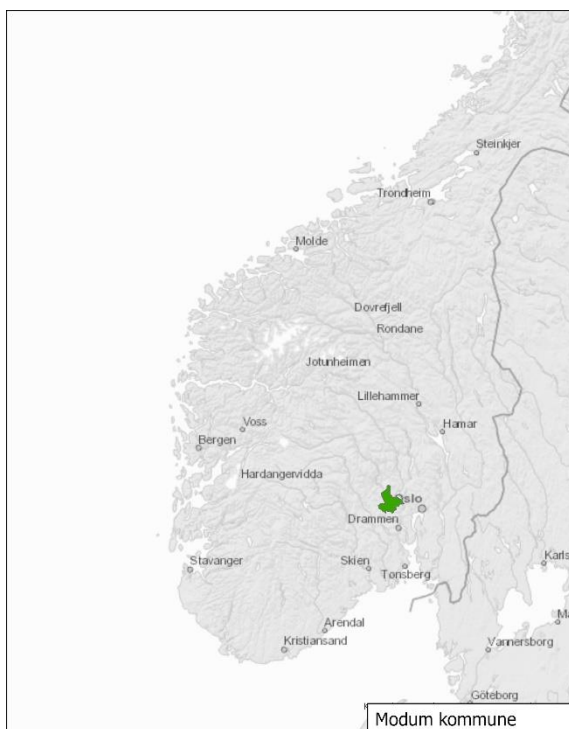 Steinkjer
Trondheim
Molde
Dovrefjell
Rondane
Jotunheimen
Lillehammer
Hamar
Voss
Bergen
Hardangervidda
Oslo
Drammen
Stavanger
Skien
Tønsberg
Karls
Arendal
Ma
Kristiansand
Vannersborg
Göteborg
Modum kommune